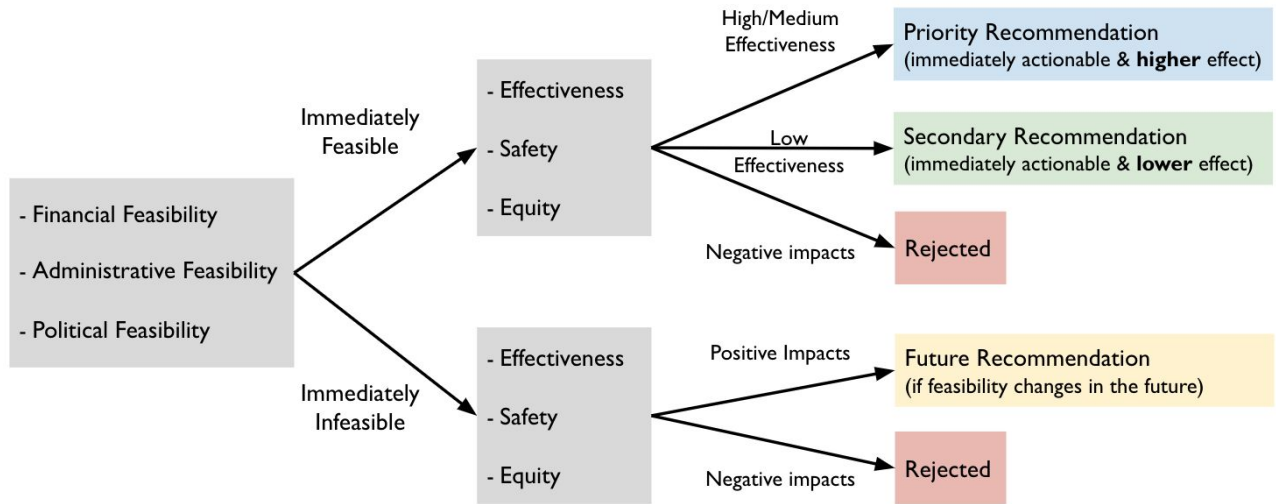 - Financial Feasibility
- Administrative Feasibility
- Political Feasibility
Immediately
Feasible
- Effectiveness
- Safety
- Equity
High/Medium
Effectiveness
Priority Recommendation
(immediately actionable & higher effect)
Low
Effectiveness
Secondary Recommendation
(immediately actionable & lower effect)
Negative impacts
Rejected
Immediately
Infeasible
- Effectiveness
- Safety
- Equity
Positive Impacts
Future Recommendation
(if feasibility changes in the future)
Negative impacts
Rejected